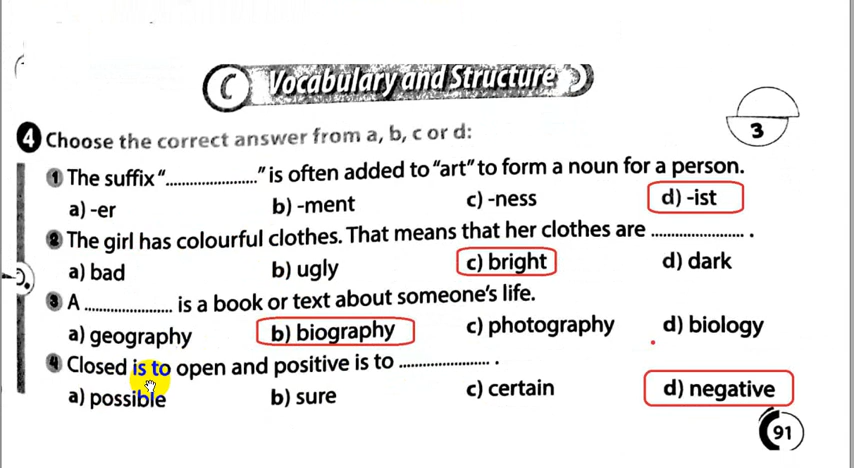 C Vocabulary and Structure
3
4 Choose the correct answer from a, b, c or d:
1 The suffix "......................" is often added to "art" to form a noun for a person.
a) -er b) -ment c) -ness d) -ist
2 The girl has colourful clothes. That means that her clothes are ...................... .
a) bad b) ugly c) bright d) dark
3 A ...................... is a book or text about someone's life.
a) geography b) biography c) photography d) biology
4 Closed is to open and positive is to ...................... .
a) possible b) sure c) certain d) negative
91